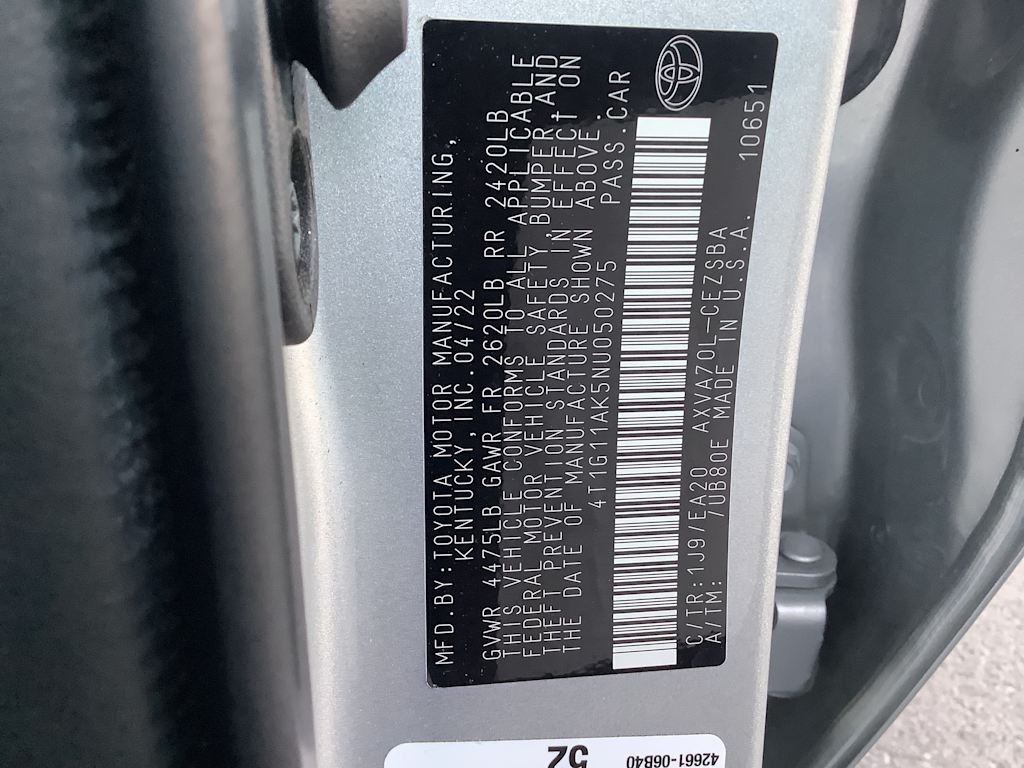 MFD.BY:TOYOTA MOTOR MANUFACTURING,
KENTUCKY, INC.04/22
GVWR 4475LB GAWR FR 2620LB RR 2420LB
THIS VEHICLE CONFORMS TO ALL APPLICABLE
FEDERAL MOTOR VEHICLE SAFETY, BUMPER, AND
THEFT PREVENTION STANDARDS IN EFFECT ON
THE DATE OF MANUFACTURE SHOWN ABOVE.
4T1G11AK5NU050275 PASS.CAR
C/TR:1J9/EA20 AXVA70L-CEZSBA
A/TM: /UB80E MADE IN U.S.A. 10651
52
42661-06B40